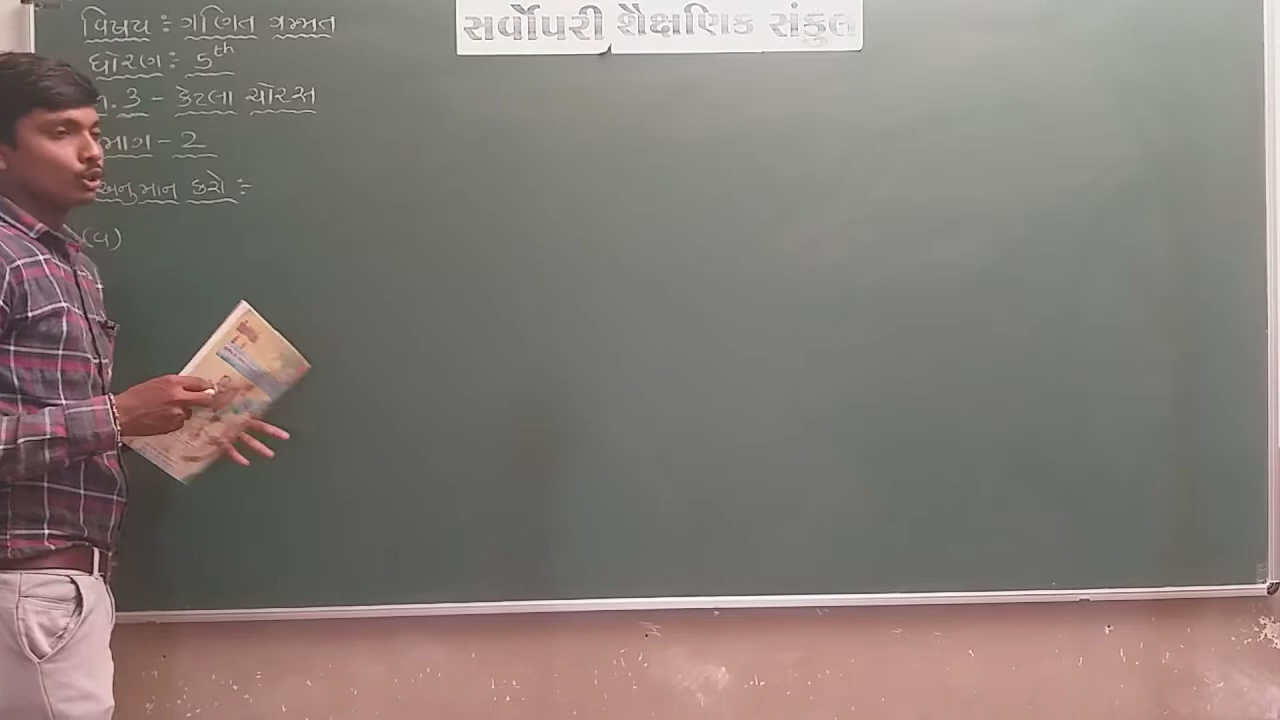 સર્વોપરી શૈક્ષણિક સંકુલ
વિષય : ગણિત ગમ્મત
ધોરણ : 5th
. 3 - કેટલા ચોરસ
ભાગ - 2
અનુમાન કરો :-